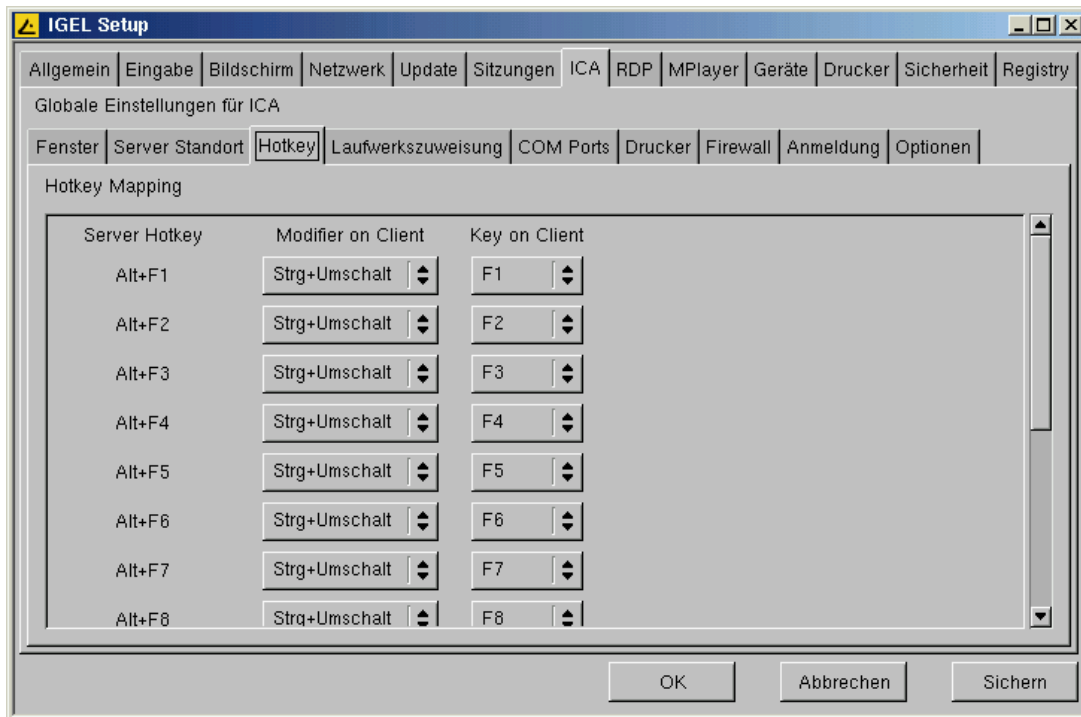 IGEL Setup
Allgemein Eingabe Bildschirm Netzwerk Update Sitzungen ICA RDP MPlayer Geräte Drucker Sicherheit Registry
Globale Einstellungen für ICA
Fenster Server Standort Hotkey Laufwerkszuweisung COM Ports Drucker Firewall Anmeldung Optionen
Hotkey Mapping
Server Hotkey Modifier on Client Key on Client
Alt+F1 Strg+Umschalt F1
Alt+F2 Strg+Umschalt F2
Alt+F3 Strg+Umschalt F3
Alt+F4 Strg+Umschalt F4
Alt+F5 Strg+Umschalt F5
Alt+F6 Strg+Umschalt F6
Alt+F7 Strg+Umschalt F7
Alt+F8 Strg+Umschalt F8
OK Abbrechen Sichern